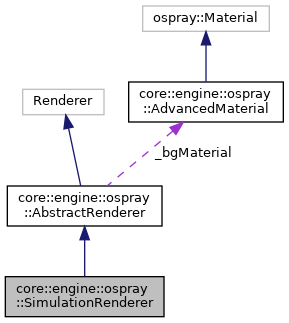 ospray::Material
Renderer
core::engine::ospray
::AdvancedMaterial
_bgMaterial
core::engine::ospray
::AbstractRenderer
core::engine::ospray
::SimulationRenderer